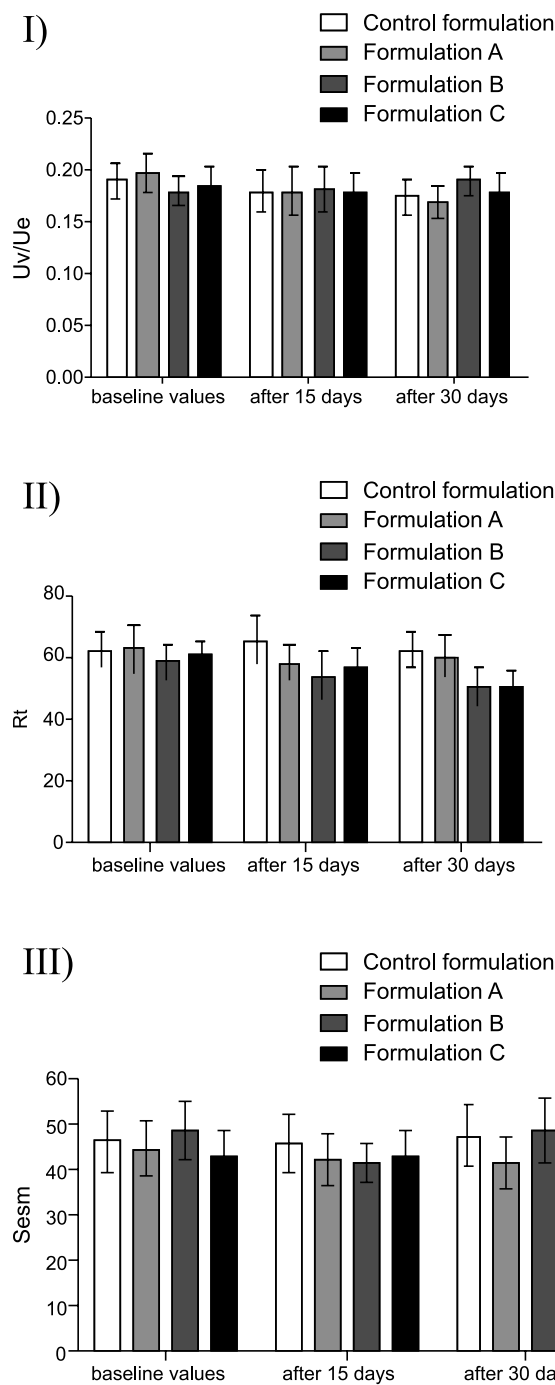 I)
Control formulation
Formulation A
Formulation B
Formulation C
0.25
0.20
0.15
0.10
0.05
0.00
Uv/Ue
baseline values after 15 days after 30 days
II)
Control formulation
Formulation A
Formulation B
Formulation C
80
60
40
20
0
Rt
baseline values after 15 days after 30 days
III)
Control formulation
Formulation A
Formulation B
Formulation C
60
50
40
30
20
10
0
Sesm
baseline values after 15 days after 30 da